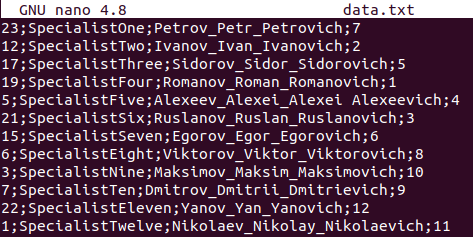 GNU nano 4.8 data.txt
23;SpecialistOne;Petrov_Petr_Petrovich;7
12;SpecialistTwo;Ivanov_Ivan_Ivanovich;2
17;SpecialistThree;Sidorov_Sidor_Sidorovich;5
19;SpecialistFour;Romanov_Roman_Romanovich;1
5;SpecialistFive;Alexeev_Alexei_Alexei Alexeevich;4
21;SpecialistSix;Ruslanov_Ruslan_Ruslanovich;3
15;SpecialistSeven;Egorov_Egor_Egorovich;6
6;SpecialistEight;Viktorov_Viktor_Viktorovich;8
3;SpecialistNine;Maksimov_Maksim_Maksimovich;10
7;SpecialistTen;Dmitrov_Dmitrii_Dmitrievich;9
22;SpecialistEleven;Yanov_Yan_Yanovich;12
1;SpecialistTwelve;Nikolaev_Nikolay_Nikolaevich;11